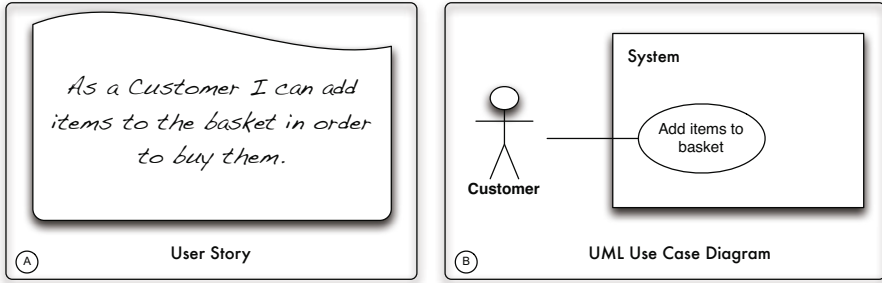 As a Customer I can add
items to the basket in order
to buy them.
User Story
A
System
Add items to
basket
Customer
UML Use Case Diagram
B